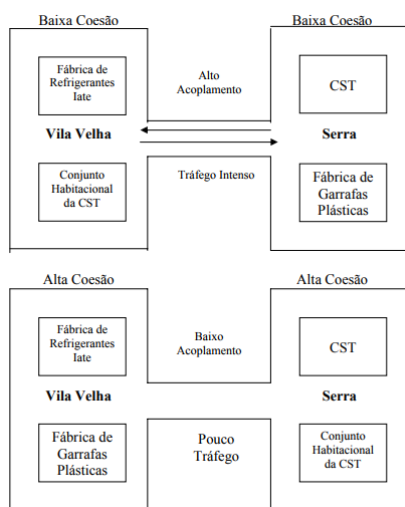 Baixa Coesão
Baixa Coesão
Fábrica de
Refrigerantes
Iate
Alto
Acoplamento
CST
Vila Velha
Serra
Conjunto
Habitacional
da CST
Tráfego Intenso
Fábrica de
Garrafas
Plásticas
Alta Coesão
Alta Coesão
Fábrica de
Refrigerantes
Iate
Baixo
Acoplamento
CST
Vila Velha
Serra
Fábrica de
Garrafas
Plásticas
Pouco
Tráfego
Conjunto
Habitacional
da CST